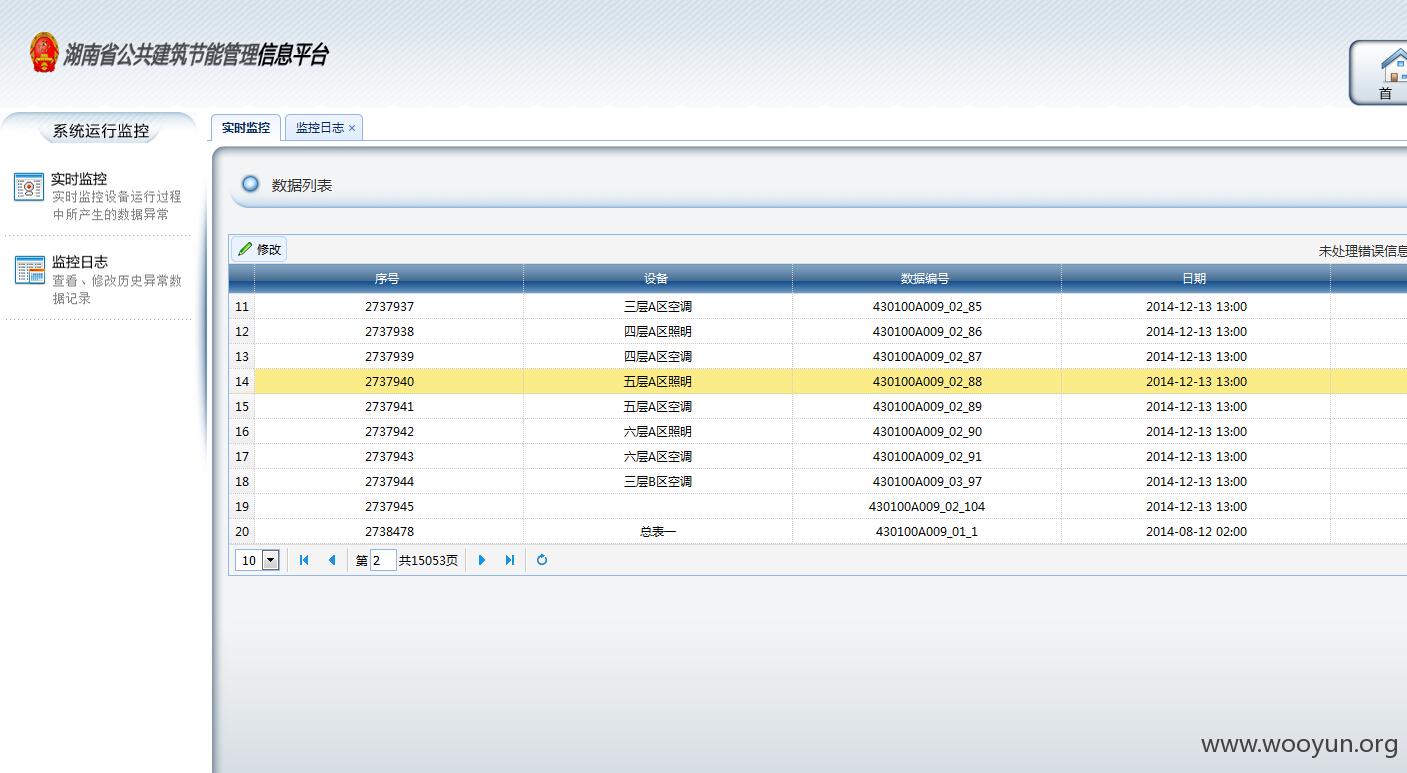 湖南省公共建筑节能管理信息平台
首
系统运行监控
实时监控
监控日志 ×
实时监控
实时监控设备运行过程
中所产生的数据异常
监控日志
查看、修改历史异常数
据记录
数据列表
修改
未处理错误信息
序号 设备 数据编号 日期
11 2737937 三层A区空调 430100A009_02_85 2014-12-13 13:00
12 2737938 四层A区照明 430100A009_02_86 2014-12-13 13:00
13 2737939 四层A区空调 430100A009_02_87 2014-12-13 13:00
14 2737940 五层A区照明 430100A009_02_88 2014-12-13 13:00
15 2737941 五层A区空调 430100A009_02_89 2014-12-13 13:00
16 2737942 六层A区照明 430100A009_02_90 2014-12-13 13:00
17 2737943 六层A区空调 430100A009_02_91 2014-12-13 13:00
18 2737944 三层B区空调 430100A009_03_97 2014-12-13 13:00
19 2737945 430100A009_02_104 2014-12-13 13:00
20 2738478 总表一 430100A009_01_1 2014-08-12 02:00
10 第 2 共15053页
www.wooyun.org